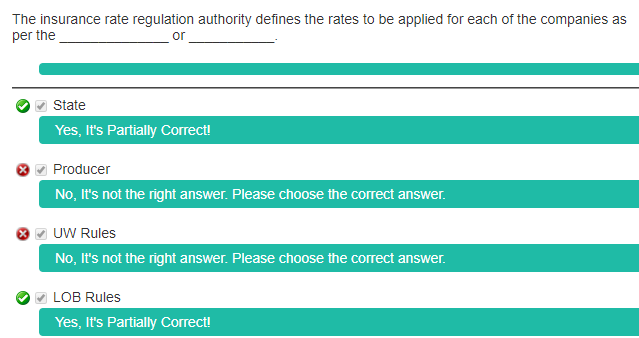 The insurance rate regulation authority defines the rates to be applied for each of the companies as
per the ______________ or ___________.
State
Yes, It's Partially Correct!
Producer
No, It's not the right answer. Please choose the correct answer.
UW Rules
No, It's not the right answer. Please choose the correct answer.
LOB Rules
Yes, It's Partially Correct!